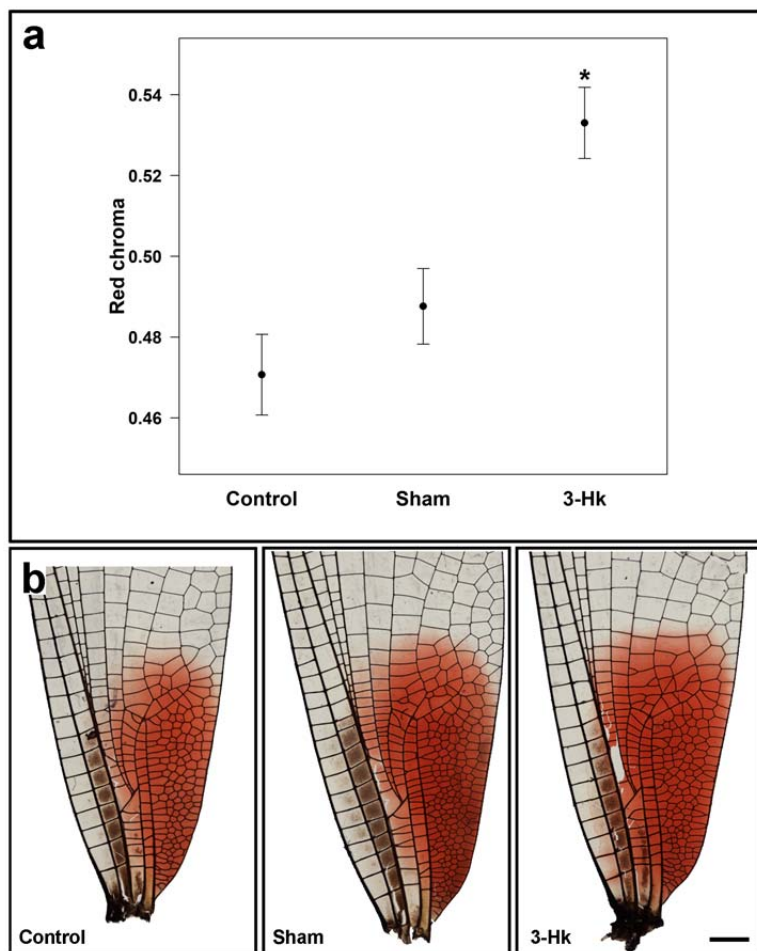 a
Red chroma
0.54
0.52
0.50
0.48
0.46
*
Control Sham 3-Hk
b
Control Sham 3-Hk